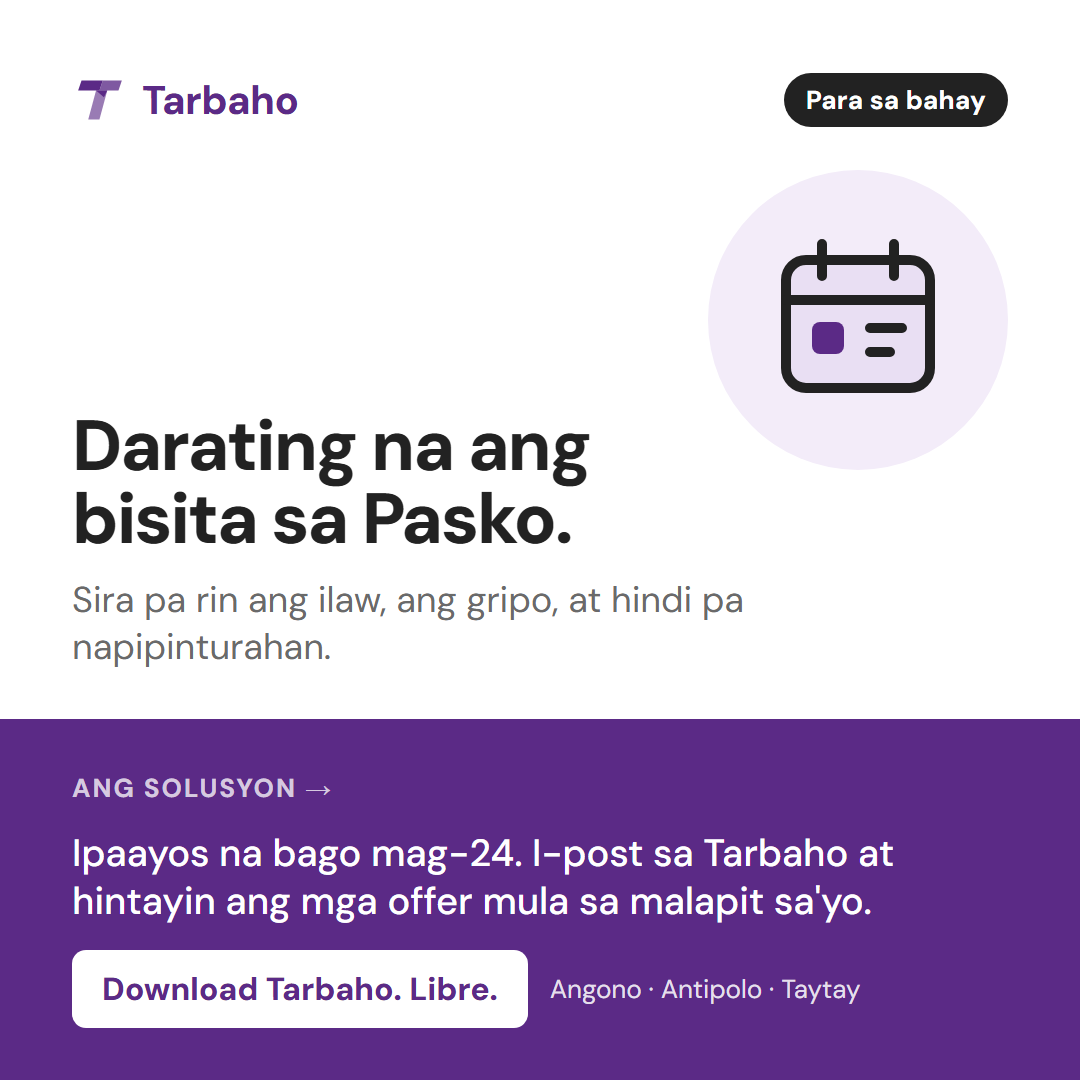 Tarbaho
Para sa bahay
Darating na ang
bisita sa Pasko.
Sira pa rin ang ilaw, ang gripo, at hindi pa
napipinturahan.
ANG SOLUSYON →
Ipaayos na bago mag-24. I-post sa Tarbaho at
hintayin ang mga offer mula sa malapit sa'yo.
Download Tarbaho. Libre.
Angono · Antipolo · Taytay